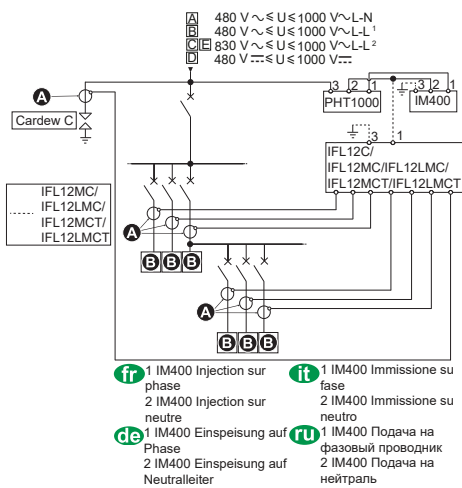 A 480 V ~ ≤ U ≤ 1000 V ~ L-N
B 480 V ~ ≤ U ≤ 1000 V ~ L-L 1
C E 830 V ~ ≤ U ≤ 1000 V ~ L-L 2
D 480 V ⎓ ≤ U ≤ 1000 V ⎓
3 2 1
PHT1000
3 2 1
IM400
A
Cardew C
3 1
IFL12C/
IFL12MC/IFL12LMC/
IFL12MCT/IFL12LMCT
IFL12MC/
IFL12LMC/
IFL12MCT/
IFL12LMCT
A
B B B
A
B B B
fr 1 IM400 Injection sur
phase
2 IM400 Injection sur
neutre
it 1 IM400 Immissione su
fase
2 IM400 Immissione su
neutro
de 1 IM400 Einspeisung auf
Phase
2 IM400 Einspeisung auf
Neutralleiter
ru 1 IM400 Подача на
фазовый проводник
2 IM400 Подача на
нейтраль